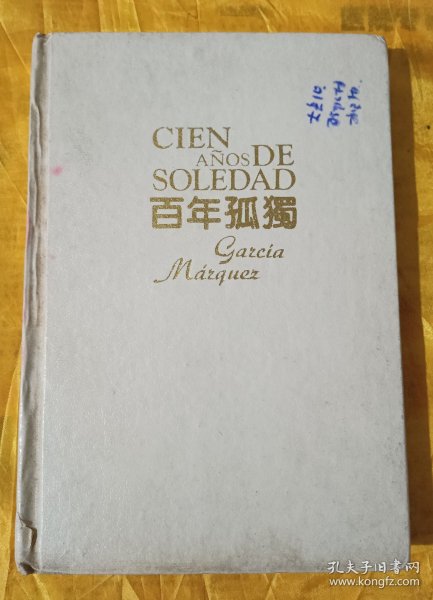 CIEN
AÑOS DE
SOLEDAD
百年孤獨
García
Márquez
孔夫子旧书网
www.kongfz.com